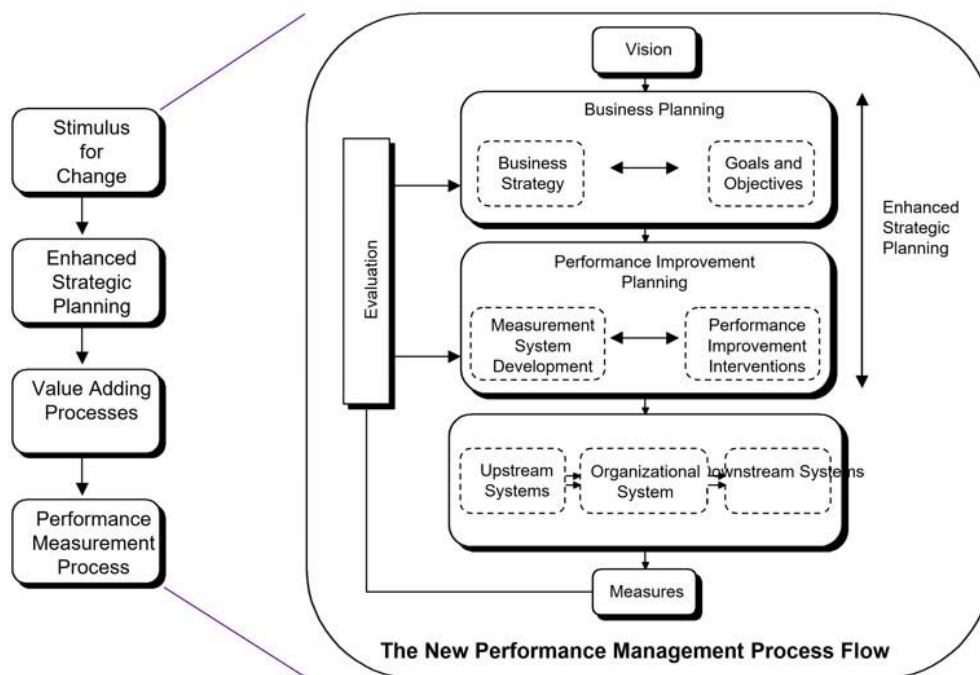 Stimulus
for
Change
Enhanced
Strategic
Planning
Value Adding
Processes
Performance
Measurement
Process
Vision
Business Planning
Business
Strategy
Goals and
Objectives
Evaluation
Performance Improvement
Planning
Measurement
System
Development
Performance
Improvement
Interventions
Enhanced
Strategic
Planning
Upstream
Systems
Organizational
System
ownstream Systems
Measures
The New Performance Management Process Flow